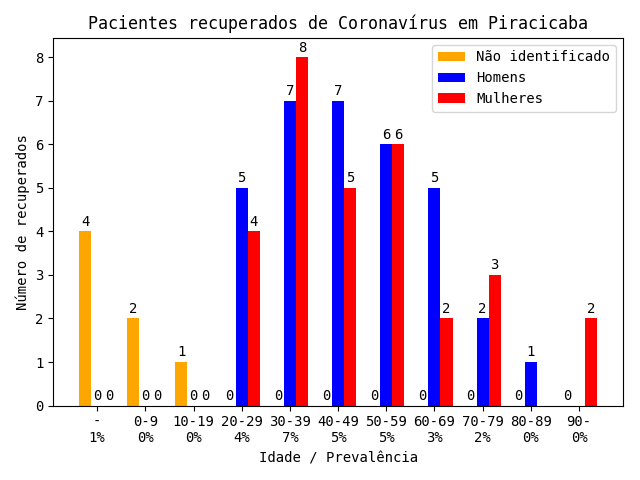 Pacientes recuperados de Coronavírus em Piracicaba
Número de recuperados
8
7
6
5
4
3
2
1
0
Não identificado
Homens
Mulheres
4 0 0
2 0 0
1 0 0
0 5 4
0 7 8
0 7 5
0 6 6
0 5 2
0 2 3
0 1
0 2
- 0-9 10-19 20-29 30-39 40-49 50-59 60-69 70-79 80-89 90-
1% 0% 0% 4% 7% 5% 5% 3% 2% 0% 0%
Idade / Prevalência